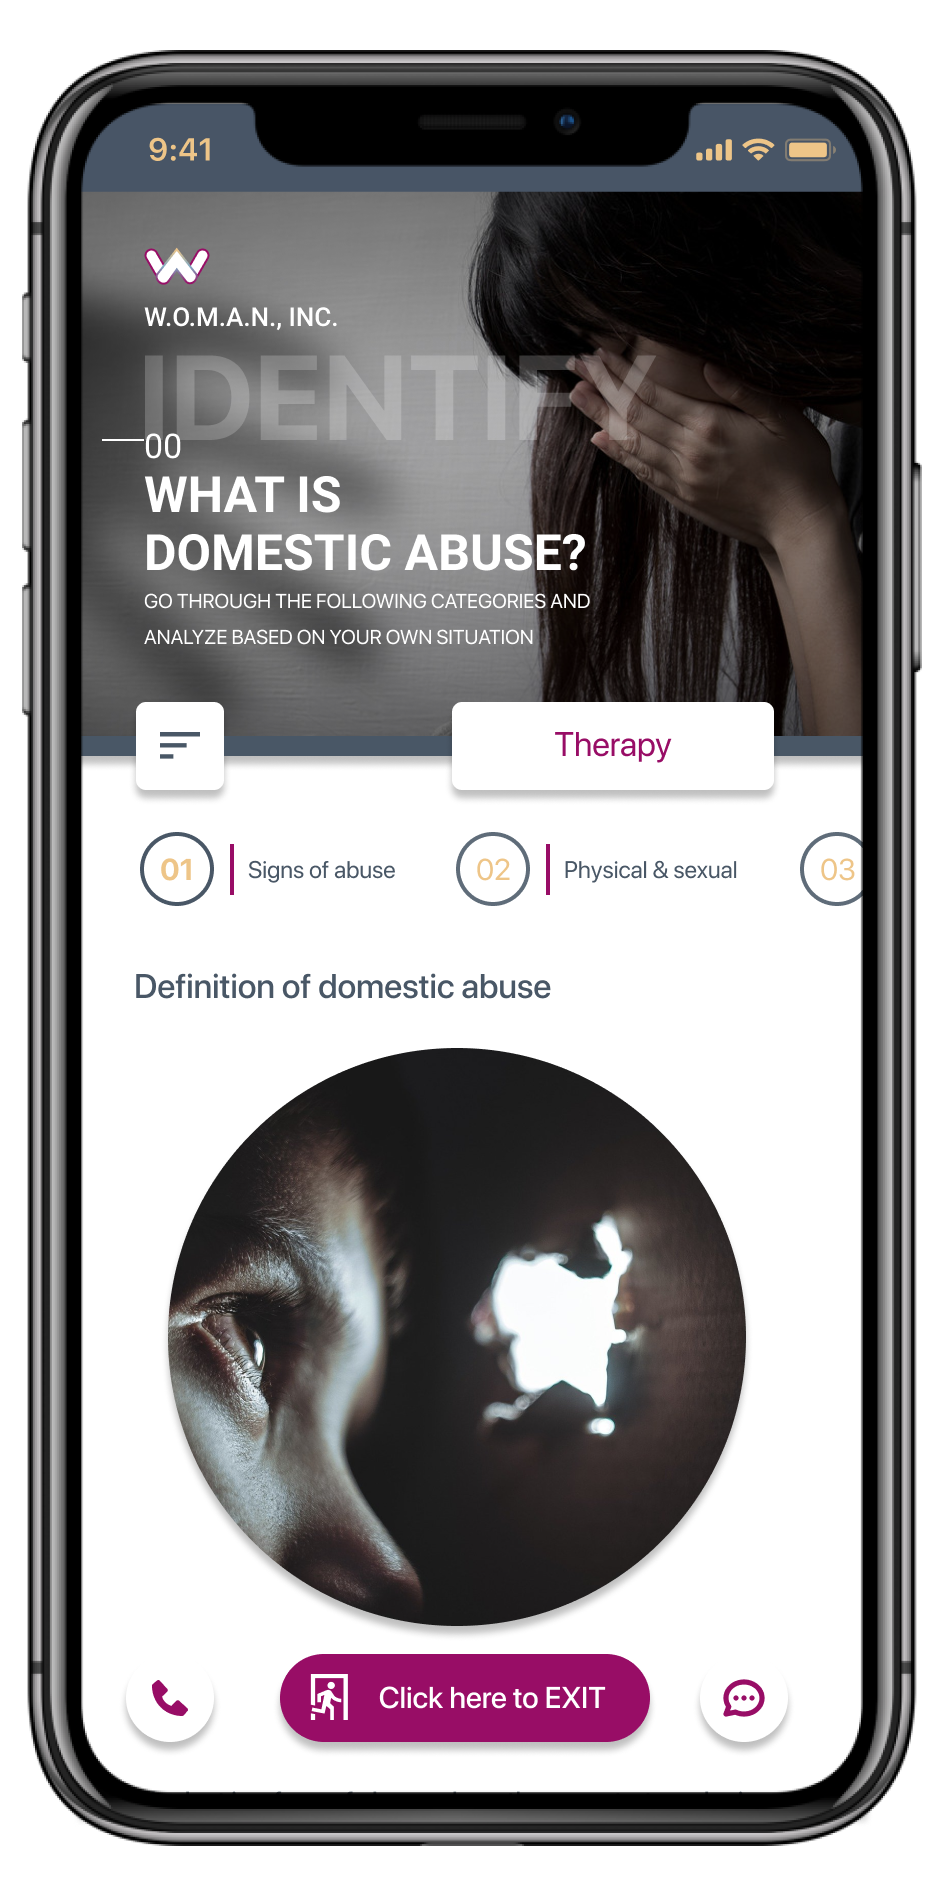 9:41
W.O.M.A.N., INC.
IDENTIFY
00
WHAT IS
DOMESTIC ABUSE?
GO THROUGH THE FOLLOWING CATEGORIES AND
ANALYZE BASED ON YOUR OWN SITUATION
Therapy
01 Signs of abuse 02 Physical & sexual 03
Definition of domestic abuse
Click here to EXIT